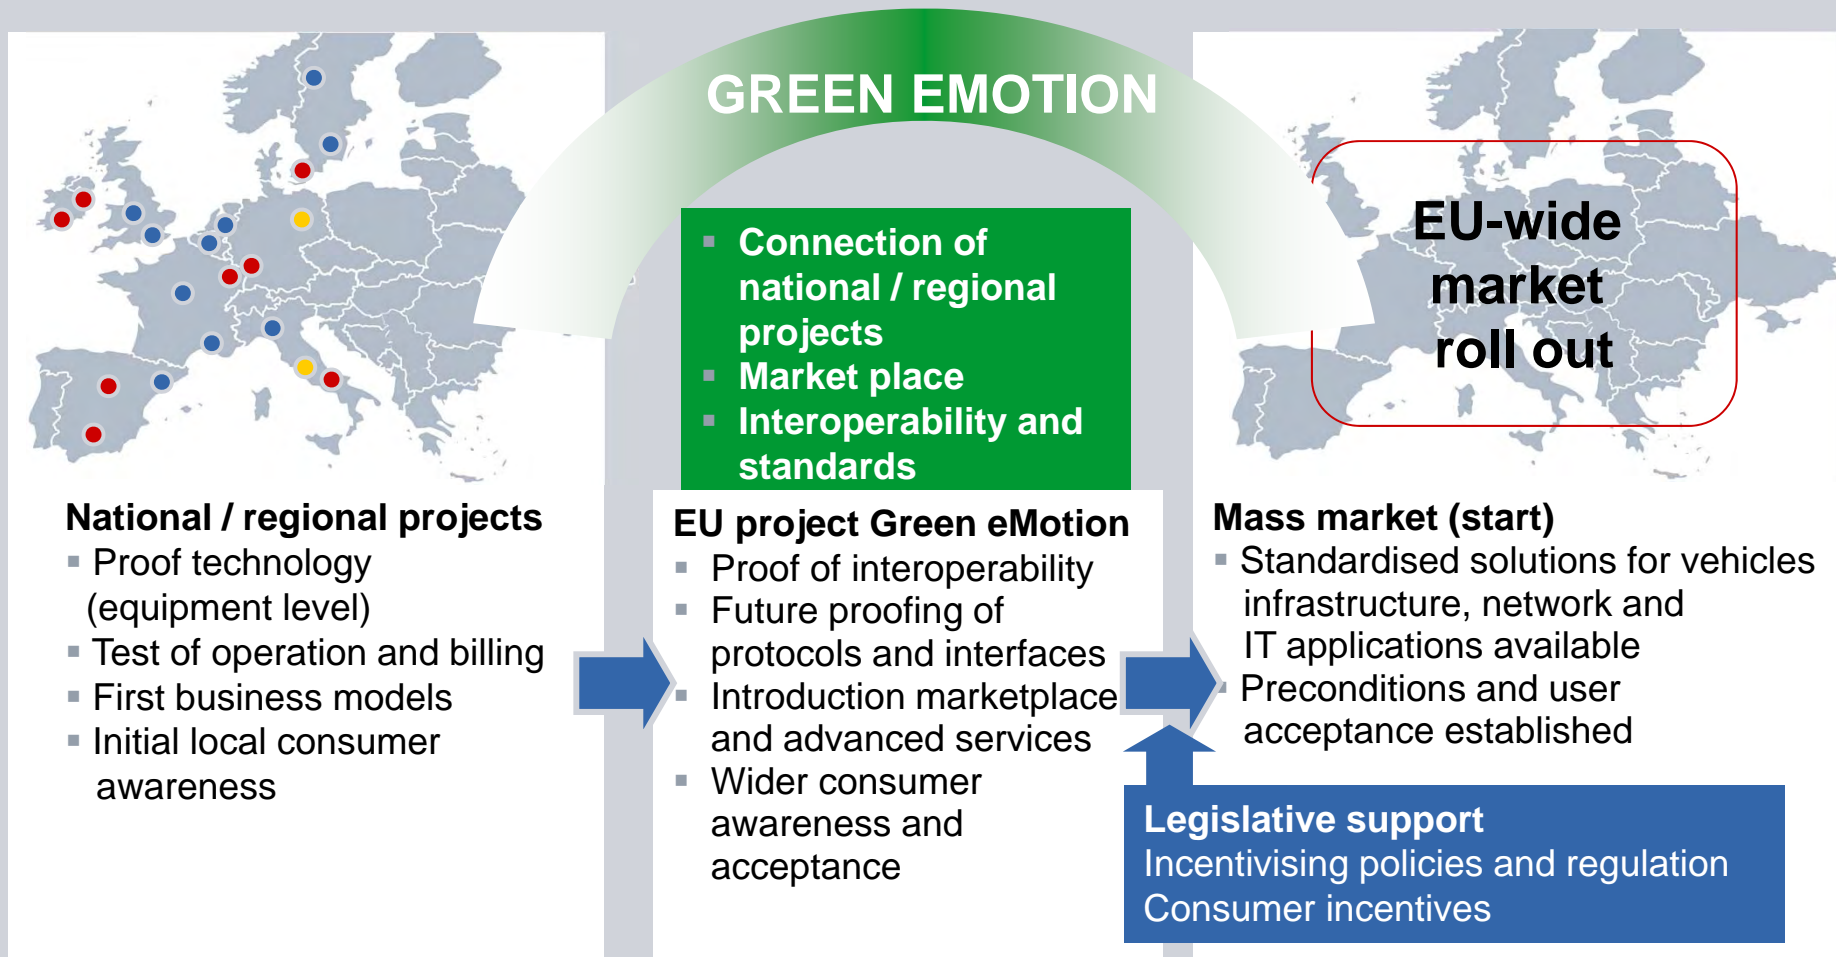 GREEN EMOTION
▪ Connection of
national / regional
projects
▪ Market place
▪ Interoperability and
standards
EU-wide
market
roll out
National / regional projects
▪ Proof technology
(equipment level)
▪ Test of operation and billing
▪ First business models
▪ Initial local consumer
awareness
EU project Green eMotion
▪ Proof of interoperability
▪ Future proofing of
protocols and interfaces
▪ Introduction marketplace
and advanced services
▪ Wider consumer
awareness and
acceptance
Mass market (start)
▪ Standardised solutions for vehicles
infrastructure, network and
IT applications available
▪ Preconditions and user
acceptance established
Legislative support
Incentivising policies and regulation
Consumer incentives